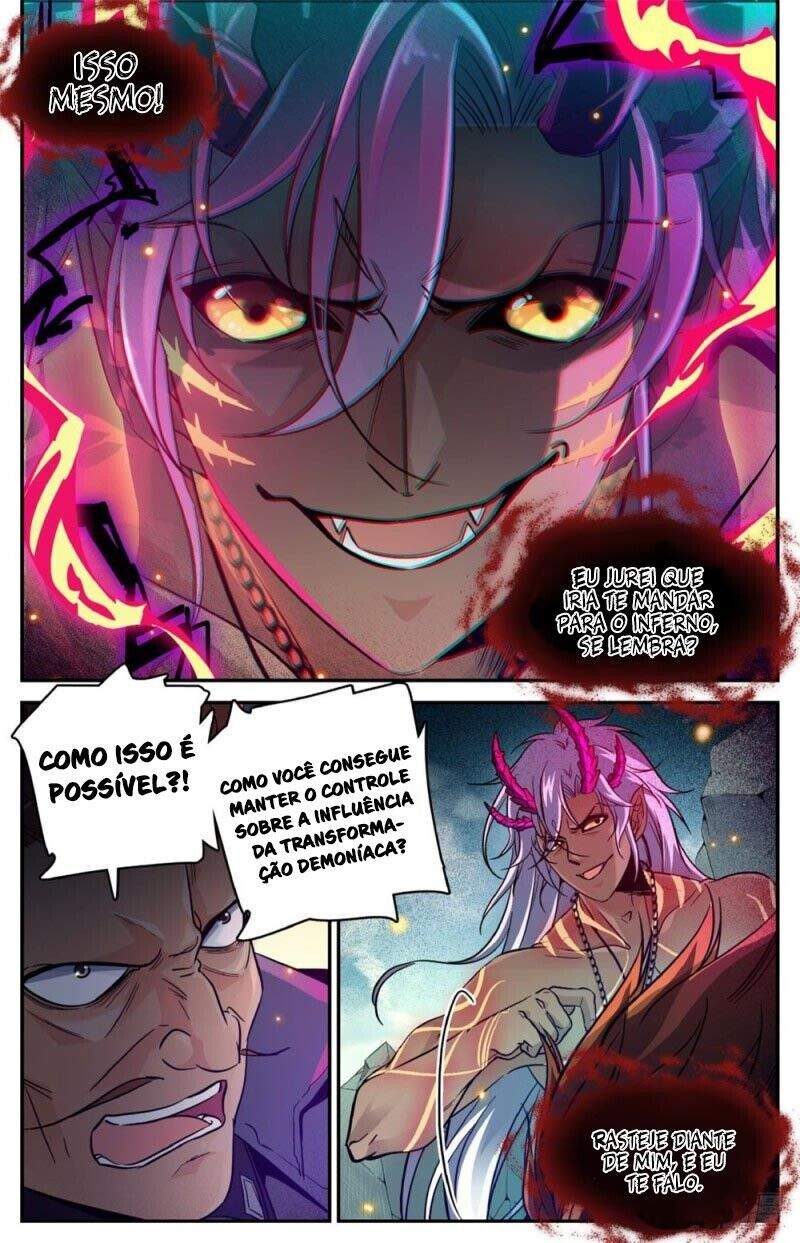 ISSO
MESMO!
EU JUREI QUE
IRIA TE MANDAR
PARA O INFERNO,
SE LEMBRA?
COMO ISSO É
POSSÍVEL?!
COMO VOCÊ CONSEGUE
MANTER O CONTROLE
SOBRE A INFLUÊNCIA
DA TRANSFORMA-
ÇÃO DEMONÍACA?
RASTEJE DIANTE
DE MIM, E EU
TE FALO.